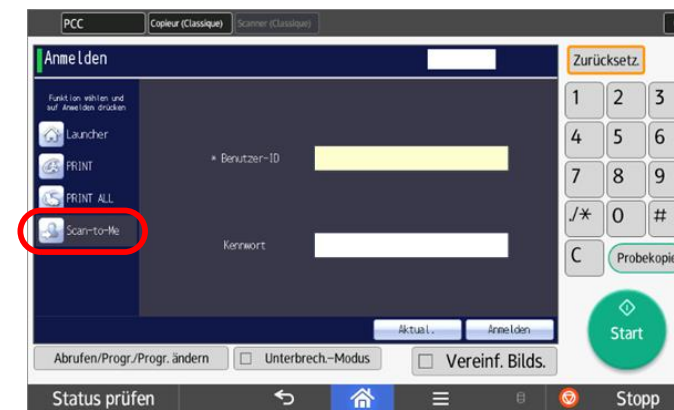 PCC
Copieur (Classique)
Scanner (Classique)
Anmelden
Zurücksetz.
Funktion wählen und
auf Anmelden drücken
Launcher
PRINT
PRINT ALL
Scan-to-Me
* Benutzer-ID
Kennwort
Aktual.
Anmelden
1 2 3
4 5 6
7 8 9
./* 0 #
C
Probekopie
Start
Abrufen/Progr./Progr. ändern
Unterbrech.-Modus
Vereinf. Bilds.
Status prüfen
Stopp